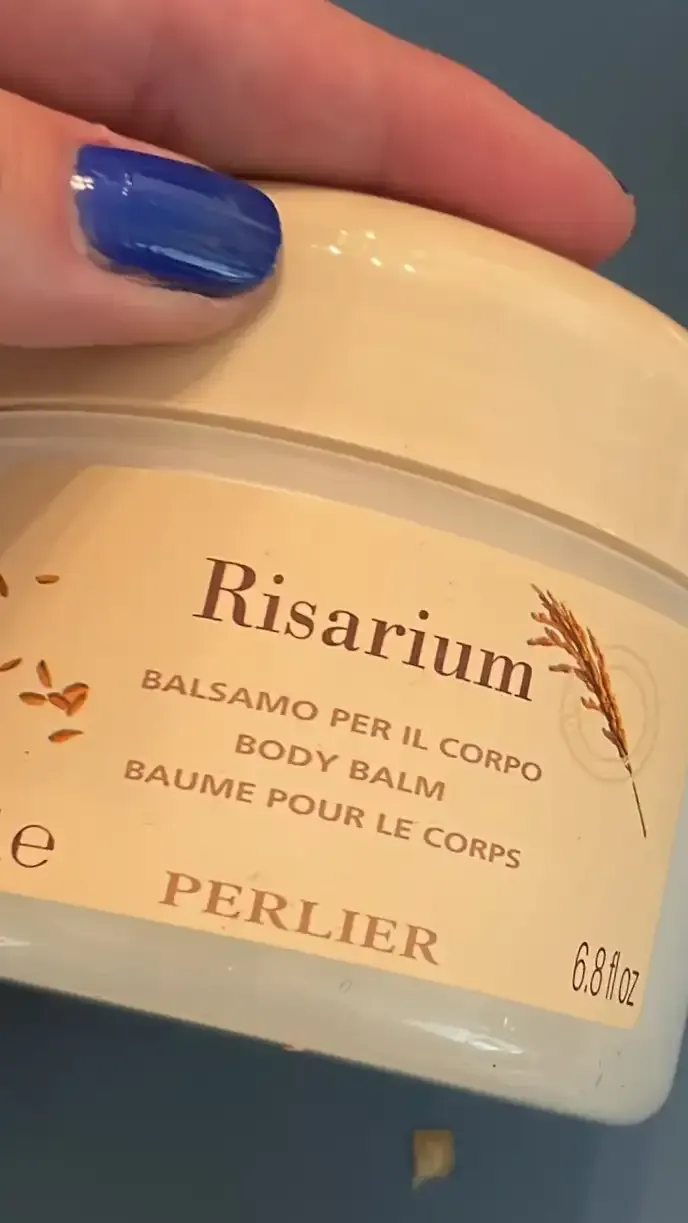 Risarium
BALSAMO PER IL CORPO
BODY BALM
BAUME POUR LE CORPS
e
PERLIER
6.8 fl oz